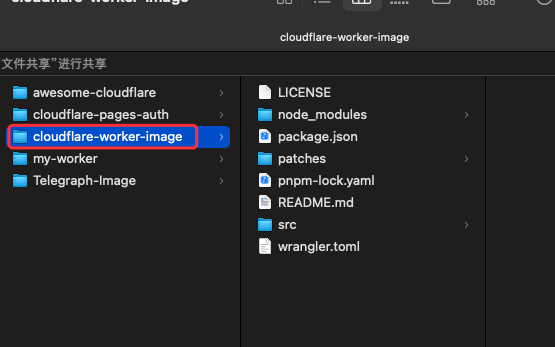 cloudflare-worker-image
cloudflare-worker-image
文件共享”进行共享
awesome-cloudflare
cloudflare-pages-auth
cloudflare-worker-image
my-worker
Telegraph-Image
LICENSE
node_modules
package.json
patches
pnpm-lock.yaml
README.md
src
wrangler.toml